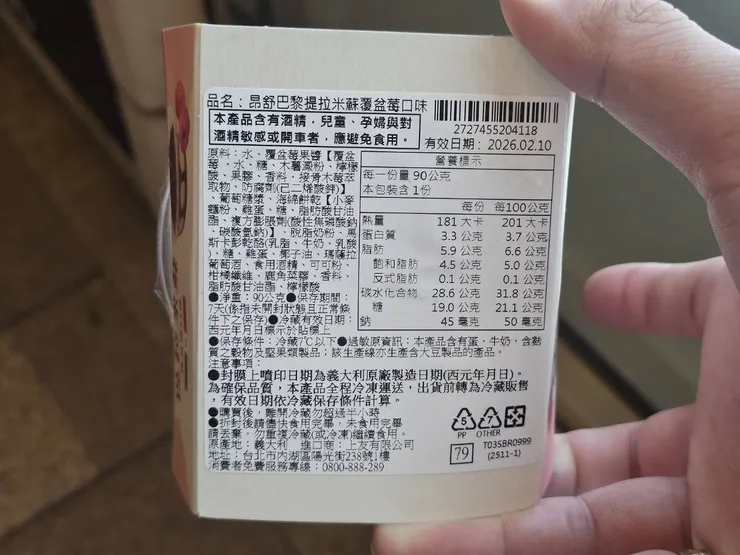 品名：昂舒巴黎提拉米蘇覆盆莓口味
本產品含有酒精，兒童、孕婦與對
酒精敏感或開車者，應避免食用。
2727455204118
有效日期：2026.02.10
原料：水、覆盆莓果醬【覆盆
莓、水、糖、木薯澱粉、檸檬
酸、果膠、香料、接骨木莓萃
取物、防腐劑(己二烯酸鉀)】
、葡萄糖漿、海綿餅乾【小麥
麵粉、雞蛋、糖、脂肪酸甘油
酯、複方膨脹劑(酸性焦磷酸鈉
、碳酸氫鈉)】、脫脂奶粉、馬
斯卡彭乾酪(乳脂、牛奶、乳酸
)、糖、雞蛋、椰子油、瑪薩拉
葡萄酒、食用酒精、可可粉、
柑橘纖維、鹿角菜膠、香料、
脂肪酸甘油酯、檸檬酸
●淨重：90公克●保存期間：
7天(係指未開封狀態且正常條
件下之保存)●冷藏有效日期：
西元年月日標示於貼標上
營養標示
每一份量 90公克
本包裝含 1份
每份 每100公克
熱量 181 大卡 201 大卡
蛋白質 3.3 公克 3.7 公克
脂肪 5.9 公克 6.6 公克
飽和脂肪 4.5 公克 5.0 公克
反式脂肪 0.1 公克 0.1 公克
碳水化合物 28.6 公克 31.8 公克
糖 19.0 公克 21.1 公克
鈉 45 毫克 50 毫克
●保存條件：冷藏7℃以下●過敏原資訊：本產品含有蛋，牛奶，含麩
質之穀物及堅果類製品；該生產線亦生產含大豆製品的產品。
注意事項：
●封膜上噴印日期為義大利原廠製造日期(西元年月日)。
為確保品質，本產品全程冷凍運送，出貨前轉為冷藏販售
，有效日期依冷藏保存條件計算。
●購買後，離開冷藏勿超過半小時
●拆封後請儘快食用完畢，未食用完畢
請丟棄，勿重複冷藏(或冷凍)繼續食用。
原產地：義大利 進口商：上友有限公司
地址：台北市內湖區陽光街238號1樓
消費者免費服務專線：0800-888-289
5
PP
7
OTHER
79
T03SBR0999
(2511-1)